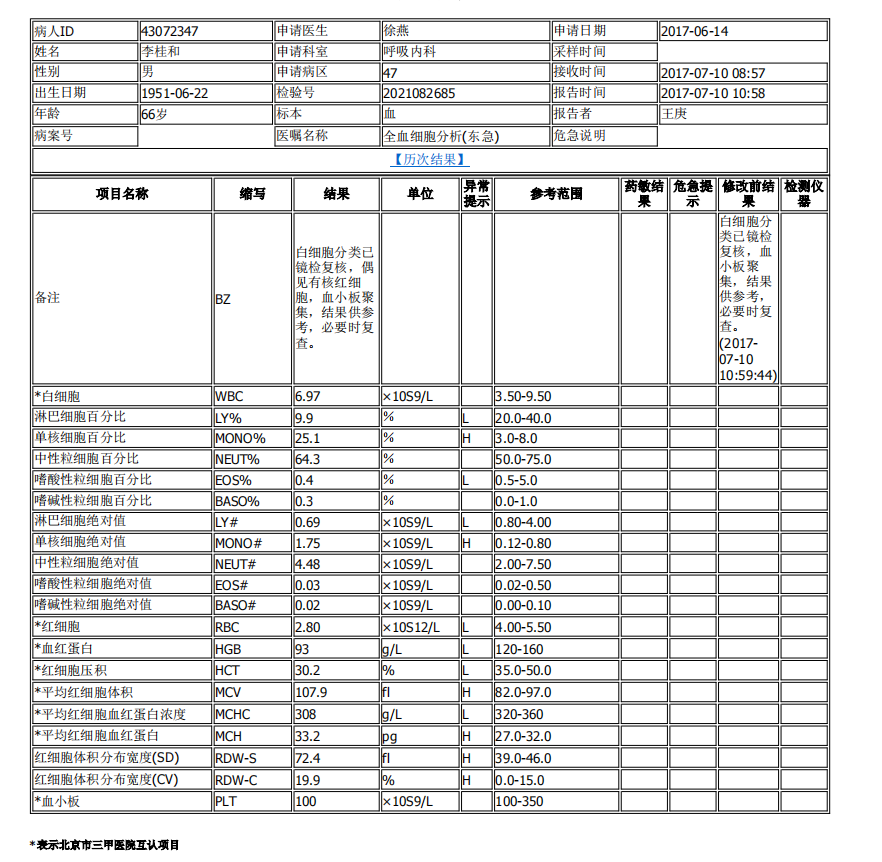 病人ID 43072347 申请医生 徐燕 申请日期 2017-06-14
姓名 李桂和 申请科室 呼吸内科 采样时间
性别 男 申请病区 47 接收时间 2017-07-10 08:57
出生日期 1951-06-22 检验号 2021082685 报告时间 2017-07-10 10:58
年龄 66岁 标本 血 报告者 王庚
病案号 医嘱名称 全血细胞分析(东急) 危急说明
【历次结果】
项目名称 缩写 结果 单位 异常提示 参考范围 药敏结果 危急提示 修改前结果 检测仪器
备注 BZ
白细胞分类已
镜检复核，偶
见有核红细
胞，血小板聚
集，结果供参
考，必要时复
查。
白细胞分
类已镜检
复核，血
小板聚
集，结果
供参考，
必要时复
查。
(2017-
07-10
10:59:44)
*白细胞 WBC 6.97 ×10S9/L 3.50-9.50
淋巴细胞百分比 LY% 9.9 % L 20.0-40.0
单核细胞百分比 MONO% 25.1 % H 3.0-8.0
中性粒细胞百分比 NEUT% 64.3 % 50.0-75.0
嗜酸性粒细胞百分比 EOS% 0.4 % L 0.5-5.0
嗜碱性粒细胞百分比 BASO% 0.3 % 0.0-1.0
淋巴细胞绝对值 LY# 0.69 ×10S9/L L 0.80-4.00
单核细胞绝对值 MONO# 1.75 ×10S9/L H 0.12-0.80
中性粒细胞绝对值 NEUT# 4.48 ×10S9/L 2.00-7.50
嗜酸性粒细胞绝对值 EOS# 0.03 ×10S9/L 0.02-0.50
嗜碱性粒细胞绝对值 BASO# 0.02 ×10S9/L 0.00-0.10
*红细胞 RBC 2.80 ×10S12/L L 4.00-5.50
*血红蛋白 HGB 93 g/L L 120-160
*红细胞压积 HCT 30.2 % L 35.0-50.0
*平均红细胞体积 MCV 107.9 fl H 82.0-97.0
*平均红细胞血红蛋白浓度 MCHC 308 g/L L 320-360
*平均红细胞血红蛋白 MCH 33.2 pg H 27.0-32.0
红细胞体积分布宽度(SD) RDW-S 72.4 fl H 39.0-46.0
红细胞体积分布宽度(CV) RDW-C 19.9 % H 0.0-15.0
*血小板 PLT 100 ×10S9/L 100-350
*表示北京市三甲医院互认项目